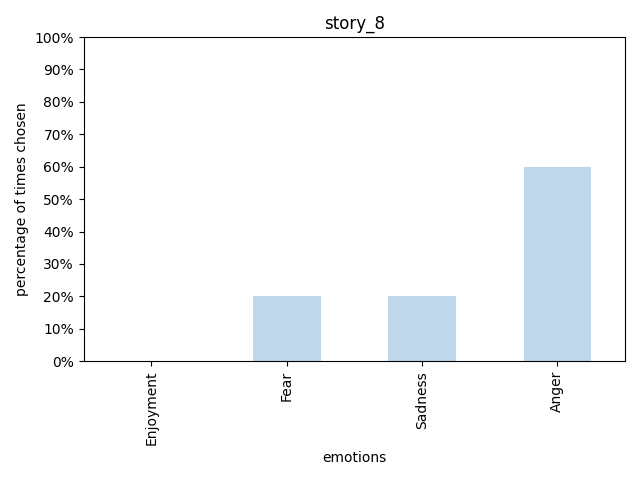 story_8
100%
90%
80%
70%
60%
50%
40%
30%
20%
10%
0%
percentage of times chosen
Enjoyment
Fear
Sadness
Anger
emotions